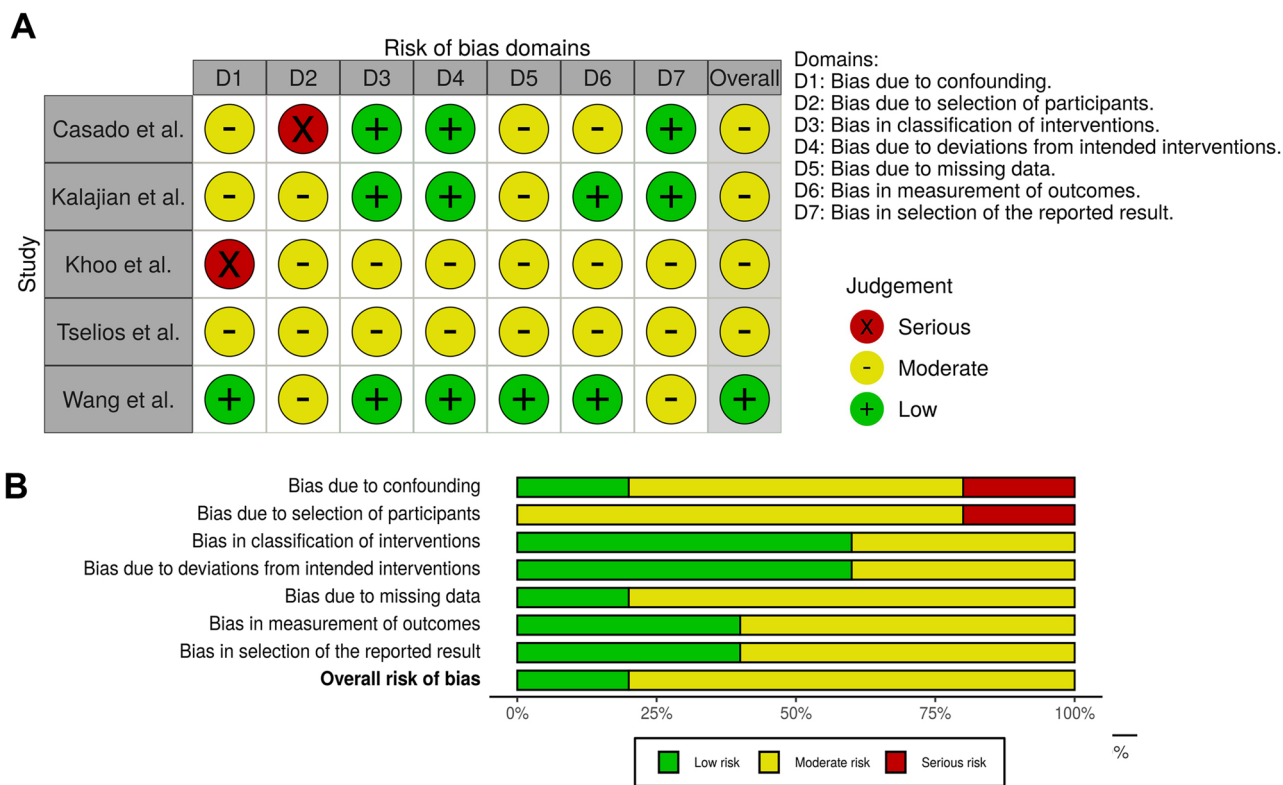 A
Risk of bias domains
D1 D2 D3 D4 D5 D6 D7 Overall
Study
Casado et al. - X + + - - + -
Kalajian et al. - - + + - + + -
Khoo et al. X - - - - - - -
Tselios et al. - - - - - - - -
Wang et al. + - + + + + - +
Domains:
D1: Bias due to confounding.
D2: Bias due to selection of participants.
D3: Bias in classification of interventions.
D4: Bias due to deviations from intended interventions.
D5: Bias due to missing data.
D6: Bias in measurement of outcomes.
D7: Bias in selection of the reported result.
Judgement
X Serious
- Moderate
+ Low
B
Bias due to confounding
Bias due to selection of participants
Bias in classification of interventions
Bias due to deviations from intended interventions
Bias due to missing data
Bias in measurement of outcomes
Bias in selection of the reported result
Overall risk of bias
0% 25% 50% 75% 100%
%
Low risk Moderate risk Serious risk